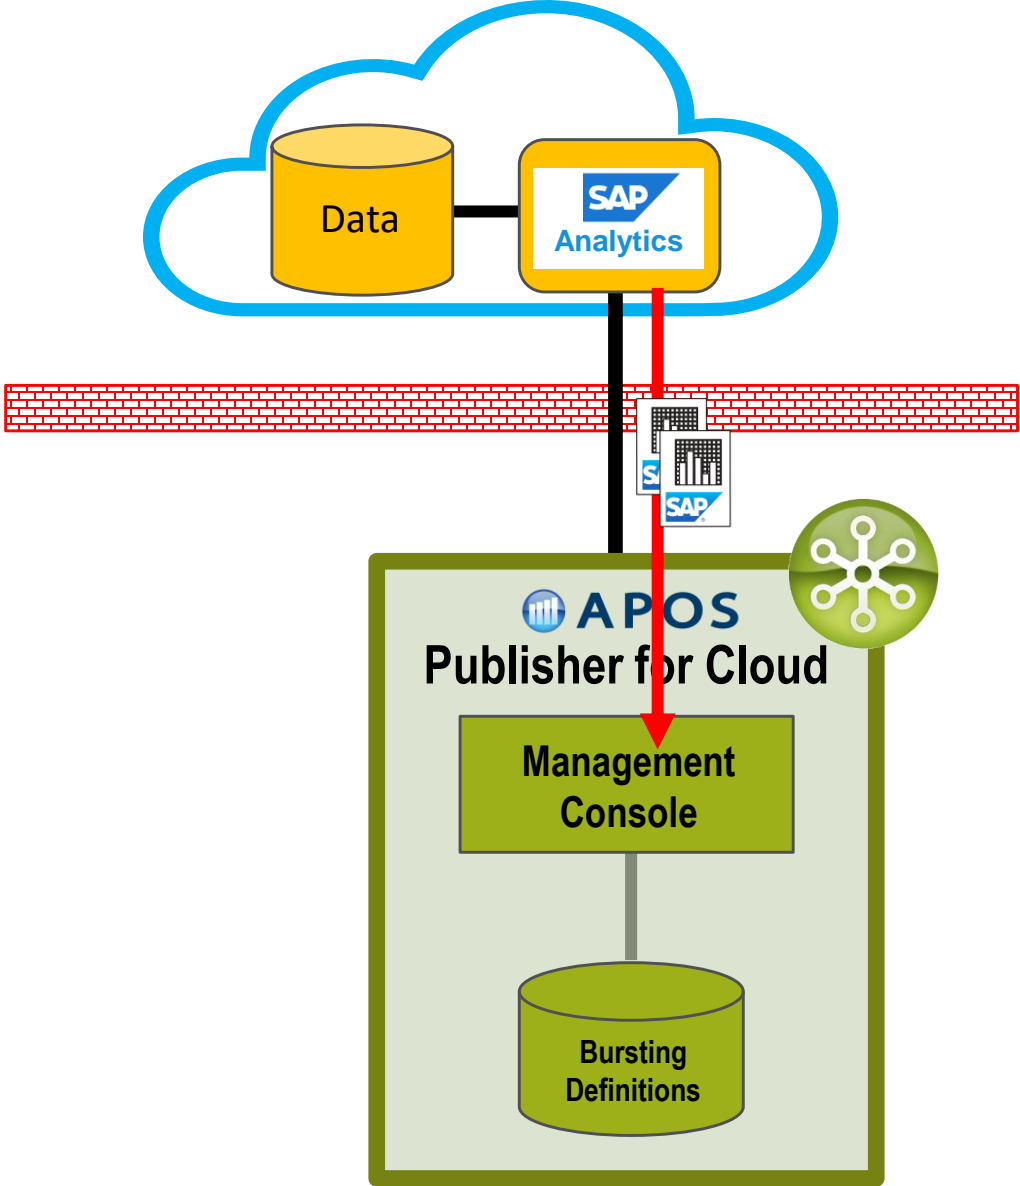 Data
SAP
Analytics
SAP
SAP
APOS
Publisher for Cloud
Management
Console
Bursting
Definitions